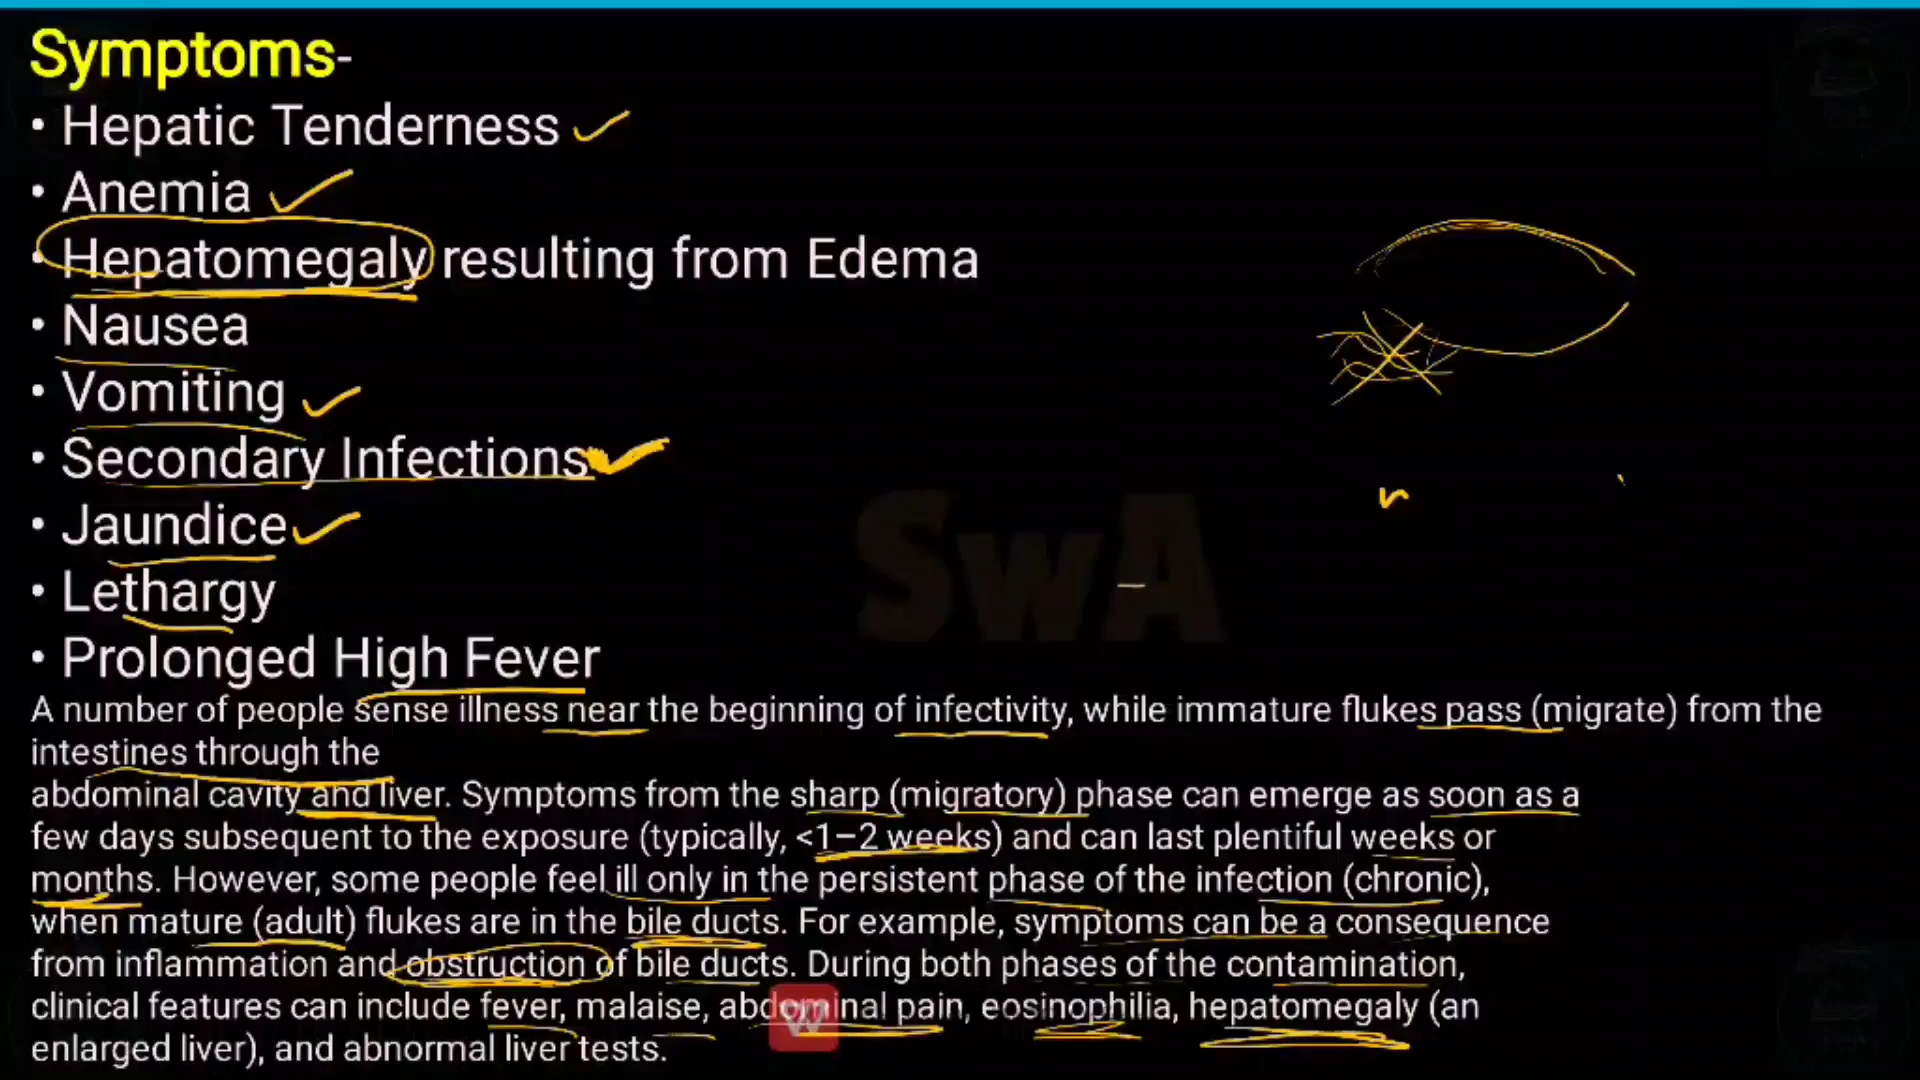 Symptoms-
• Hepatic Tenderness
• Anemia
• Hepatomegaly resulting from Edema
• Nausea
• Vomiting
• Secondary Infections
• Jaundice
• Lethargy
• Prolonged High Fever
A number of people sense illness near the beginning of infectivity, while immature flukes pass (migrate) from the
intestines through the
abdominal cavity and liver. Symptoms from the sharp (migratory) phase can emerge as soon as a
few days subsequent to the exposure (typically, <1–2 weeks) and can last plentiful weeks or
months. However, some people feel ill only in the persistent phase of the infection (chronic),
when mature (adult) flukes are in the bile ducts. For example, symptoms can be a consequence
from inflammation and obstruction of bile ducts. During both phases of the contamination,
clinical features can include fever, malaise, abdominal pain, eosinophilia, hepatomegaly (an
enlarged liver), and abnormal liver tests.
SwA
W